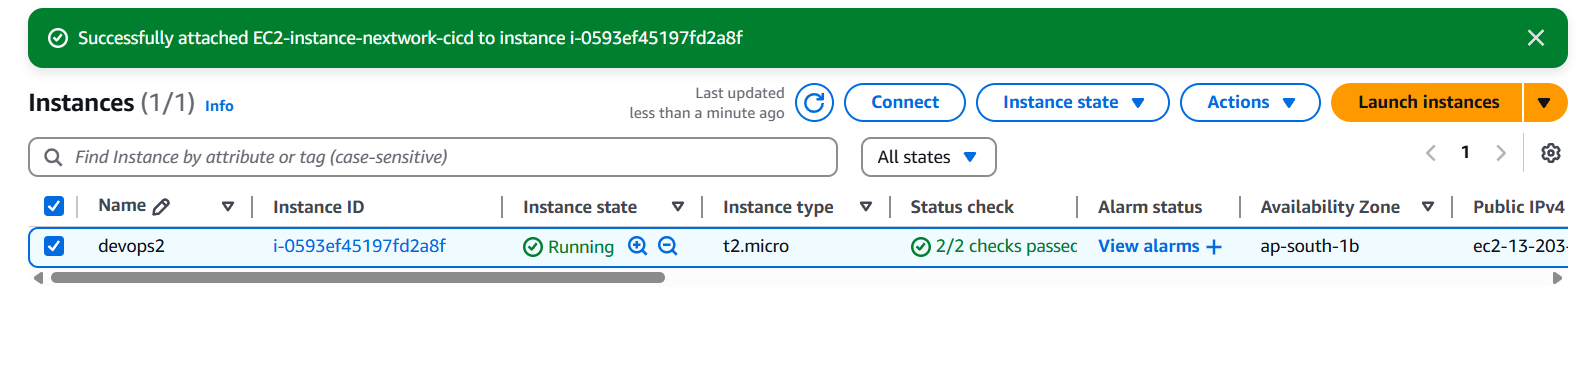 Successfully attached EC2-instance-nextwork-cicd to instance i-0593ef45197fd2a8f
Instances (1/1) Info
Last updated
less than a minute ago
Connect
Instance state
Actions
Launch instances
Find Instance by attribute or tag (case-sensitive)
All states
1
Name Instance ID Instance state Instance type Status check Alarm status Availability Zone Public IPv4
devops2 i-0593ef45197fd2a8f Running t2.micro 2/2 checks passed View alarms + ap-south-1b ec2-13-203-